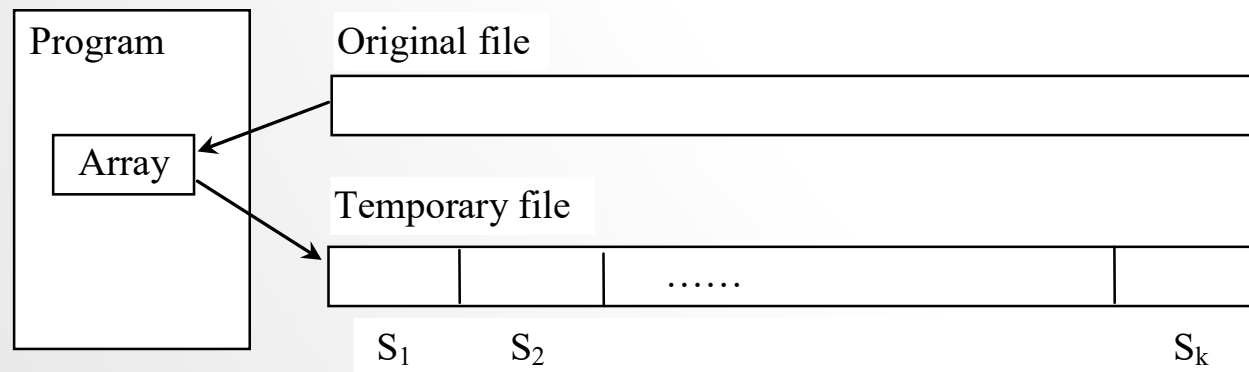 Program
Original file
Array
Temporary file
……
S₁ S₂ Sₖ